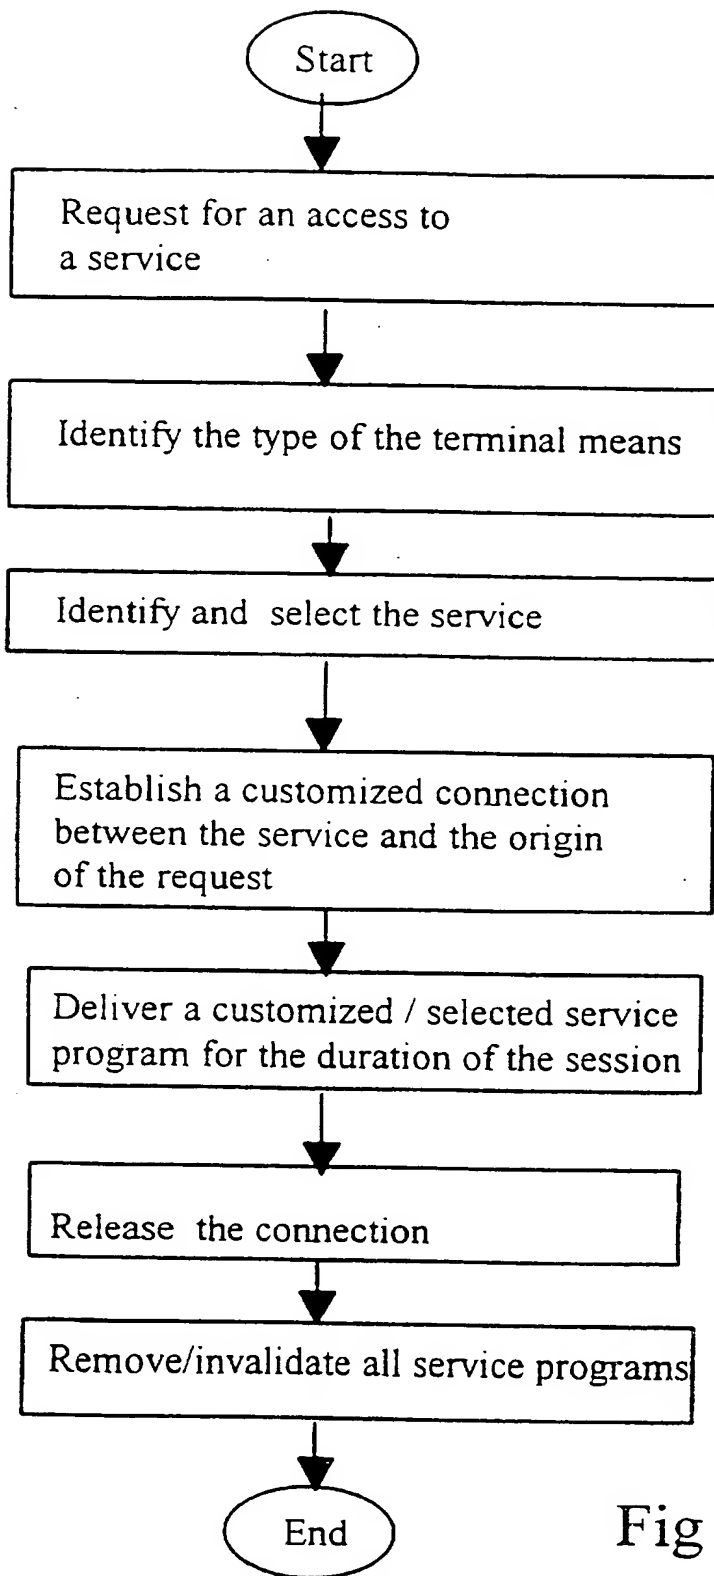 Start
Request for an access to
a service
Identify the type of the terminal means
Identify and select the service
Establish a customized connection
between the service and the origin
of the request
Deliver a customized / selected service
program for the duration of the session
Release the connection
Remove/invalidate all service programs
End
Fig